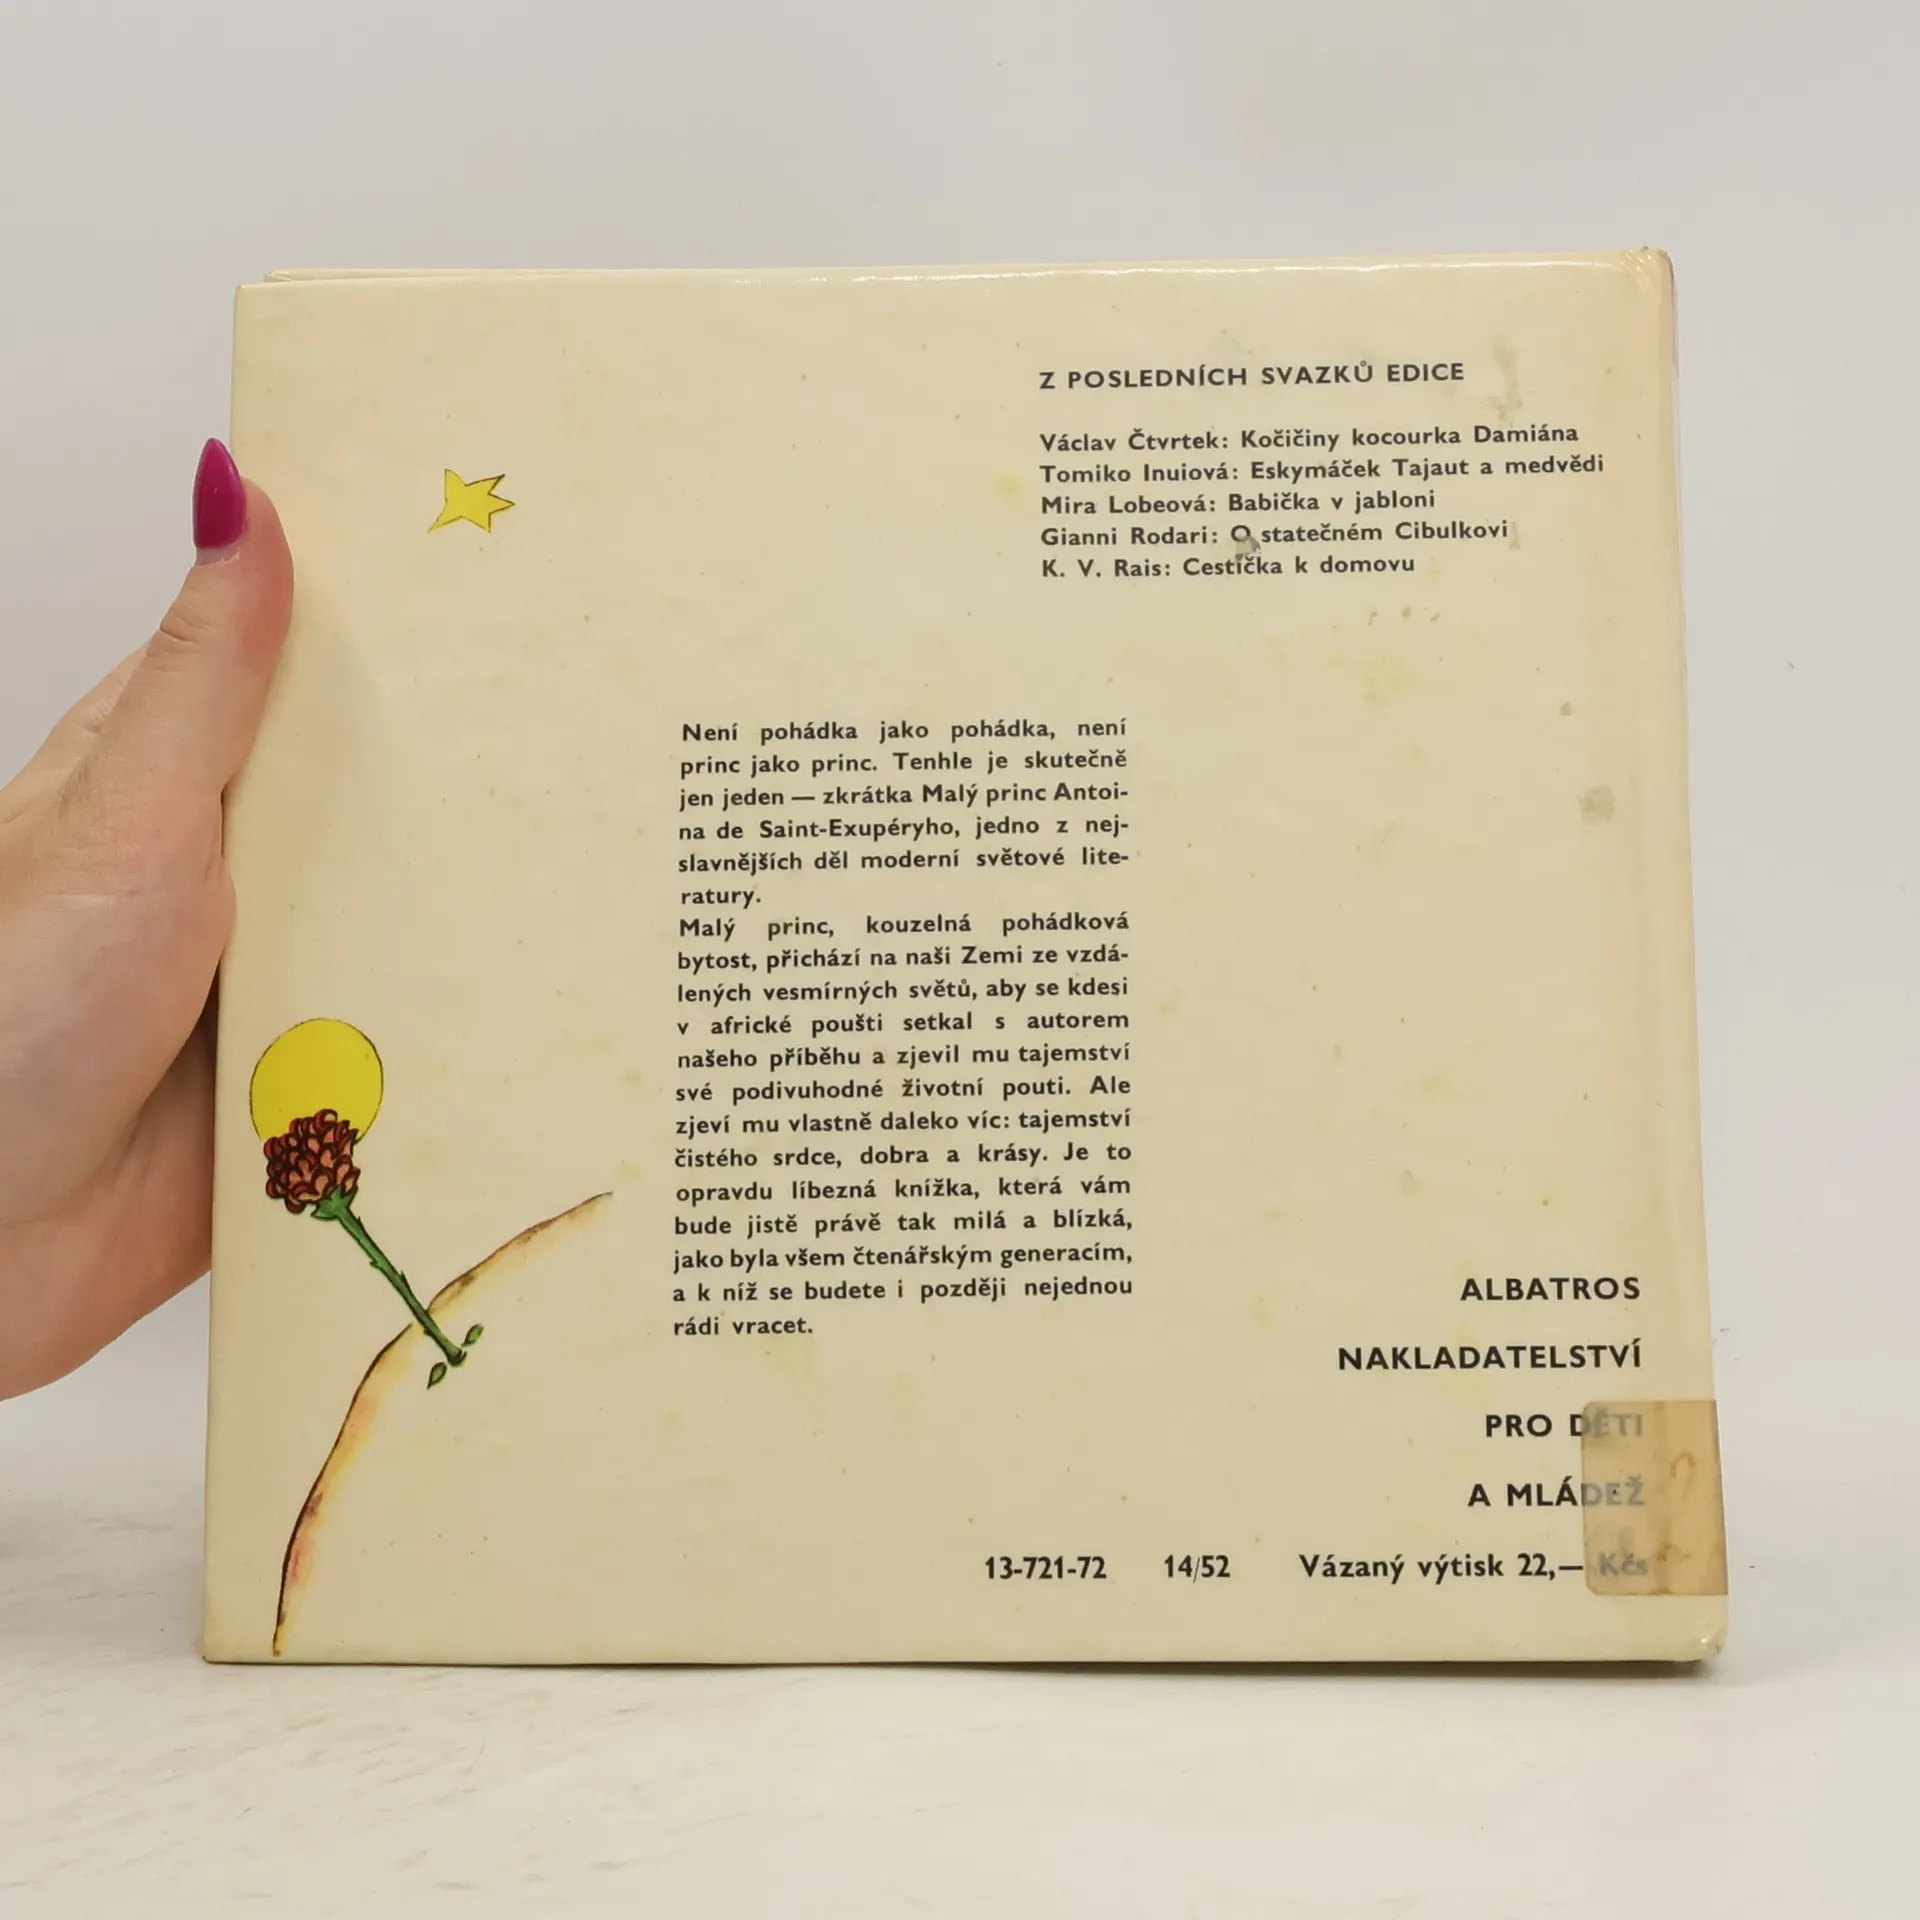 Z POSLEDNÍCH SVAZKŮ EDICE
Václav Čtvrtek: Kočičiny kocourka Damiána
Tomiko Inuiová: Eskymáček Tajaut a medvědi
Mira Lobeová: Babička v jabloni
Gianni Rodari: O statečném Cibulkovi
K. V. Rais: Cestička k domovu
Není pohádka jako pohádka, není
princ jako princ. Tenhle je skutečně
jen jeden — zkrátka Malý princ Antoi-
na de Saint-Exupéryho, jedno z nej-
slavnějších děl moderní světové lite-
ratury.
Malý princ, kouzelná pohádková
bytost, přichází na naši Zemi ze vzdá-
lených vesmírných světů, aby se kdesi
v africké poušti setkal s autorem
našeho příběhu a zjevil mu tajemství
své podivuhodné životní pouti. Ale
zjeví mu vlastně daleko víc: tajemství
čistého srdce, dobra a krásy. Je to
opravdu líbezná knížka, která vám
bude jistě právě tak milá a blízká,
jako byla všem čtenářským generacím,
a k níž se budete i později nejednou
rádi vracet.
ALBATROS
NAKLADATELSTVÍ
PRO DĚTI
A MLÁDEŽ
13-721-72 14/52 Vázaný výtisk 22,— Kčs